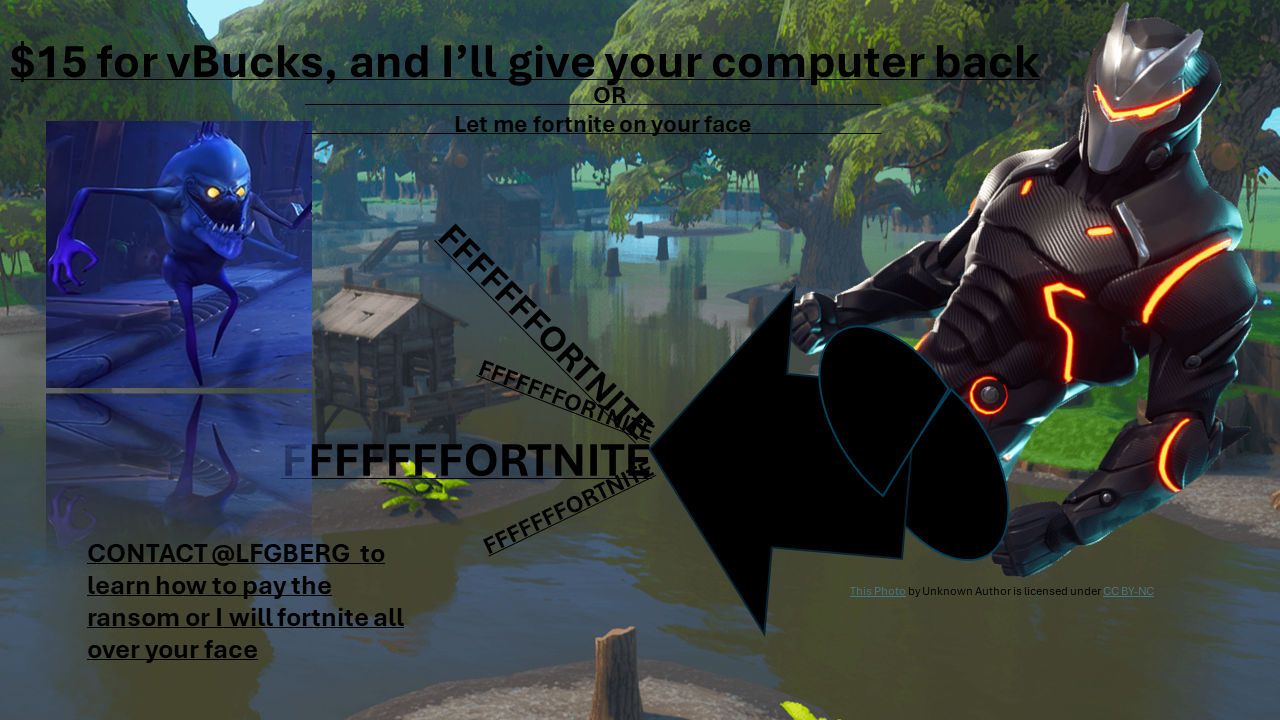 $15 for vBucks, and I’ll give your computer back
OR
Let me fortnite on your face
FFFFFFFORTNITE
FFFFFFFORTNITE
FFFFFFFORTNITE
FFFFFFFORTNITE
CONTACT @LFGBERG to
learn how to pay the
ransom or I will fortnite all
over your face
This Photo by Unknown Author is licensed under CC BY-NC